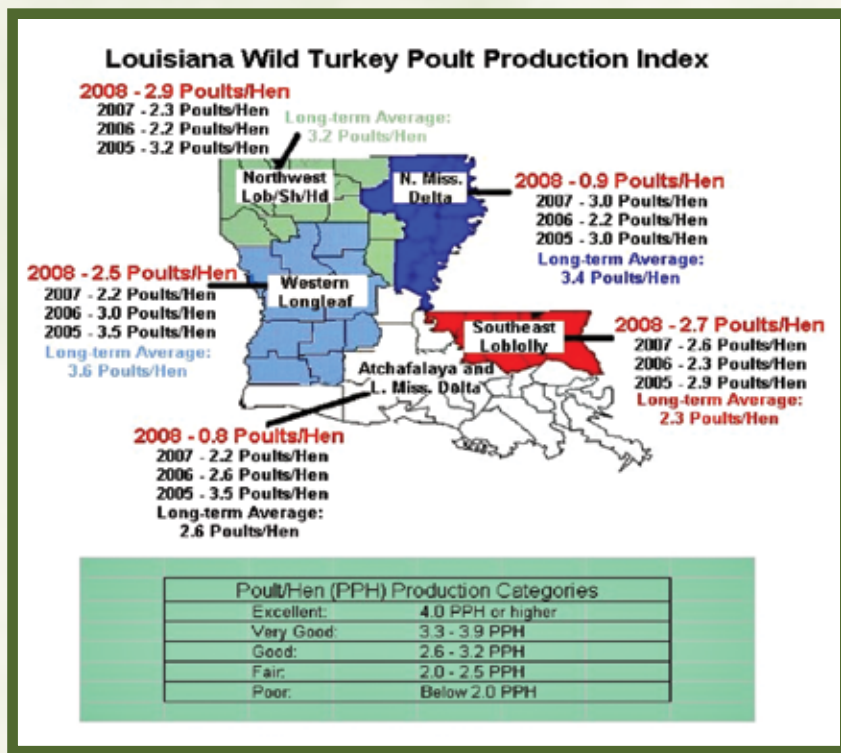 Louisiana Wild Turkey Poult Production Index
2008 - 2.9 Poults/Hen
2007 - 2.3 Poults/Hen
2006 - 2.2 Poults/Hen
2005 - 3.2 Poults/Hen
Long-term Average:
3.2 Poults/Hen
Northwest
Lob/Sh/Hd
N. Miss.
Delta
2008 - 0.9 Poults/Hen
2007 - 3.0 Poults/Hen
2006 - 2.2 Poults/Hen
2005 - 3.0 Poults/Hen
Long-term Average:
3.4 Poults/Hen
2008 - 2.5 Poults/Hen
2007 - 2.2 Poults/Hen
2006 - 3.0 Poults/Hen
2005 - 3.5 Poults/Hen
Long-term Average:
3.6 Poults/Hen
Western
Longleaf
Southeast
Loblolly
2008 - 2.7 Poults/Hen
2007 - 2.6 Poults/Hen
2006 - 2.3 Poults/Hen
2005 - 2.9 Poults/Hen
Long-term Average:
2.3 Poults/Hen
Atchafalaya and
L. Miss. Delta
2008 - 0.8 Poults/Hen
2007 - 2.2 Poults/Hen
2006 - 2.6 Poults/Hen
2005 - 3.5 Poults/Hen
Long-term Average:
2.6 Poults/Hen
Poult/Hen (PPH) Production Categories
Excellent: 4.0 PPH or higher
Very Good: 3.3 - 3.9 PPH
Good: 2.6 - 3.2 PPH
Fair: 2.0 - 2.5 PPH
Poor: Below 2.0 PPH